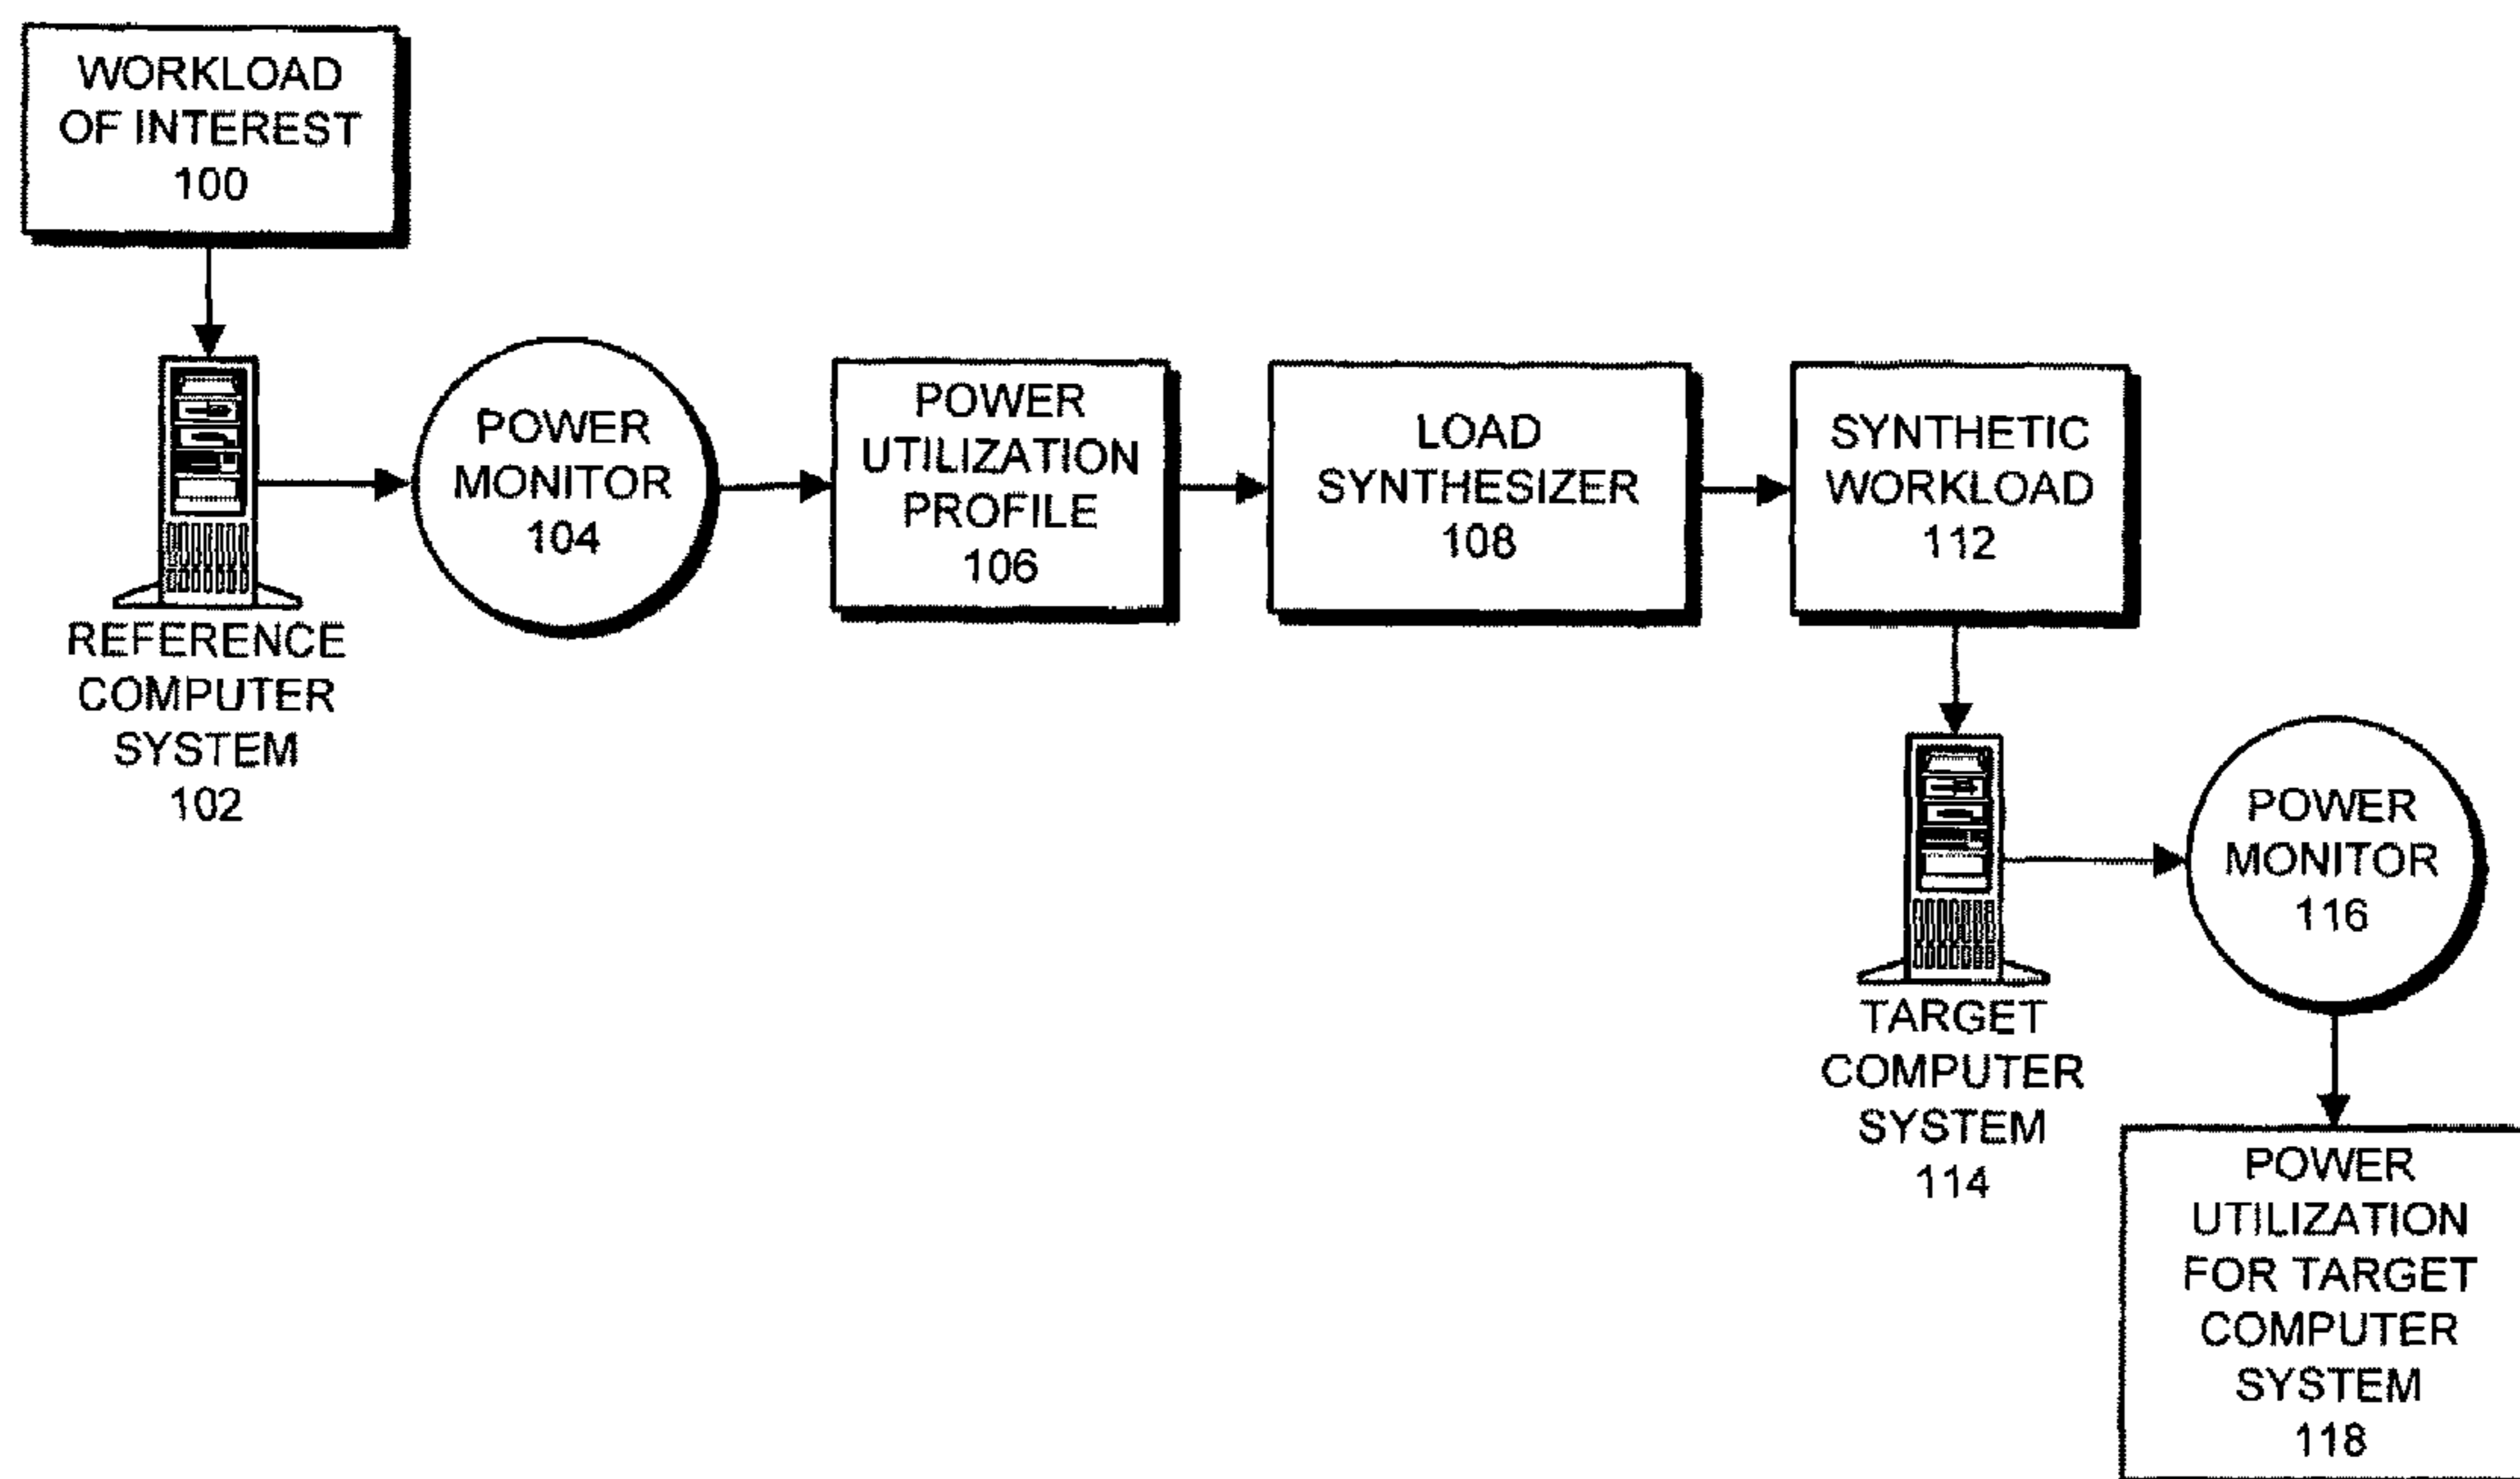 WORKLOAD
OF INTEREST
100
REFERENCE
COMPUTER
SYSTEM
102
POWER
MONITOR
104
POWER
UTILIZATION
PROFILE
106
LOAD
SYNTHESIZER
108
SYNTHETIC
WORKLOAD
112
TARGET
COMPUTER
SYSTEM
114
POWER
MONITOR
116
POWER
UTILIZATION
FOR TARGET
COMPUTER
SYSTEM
118